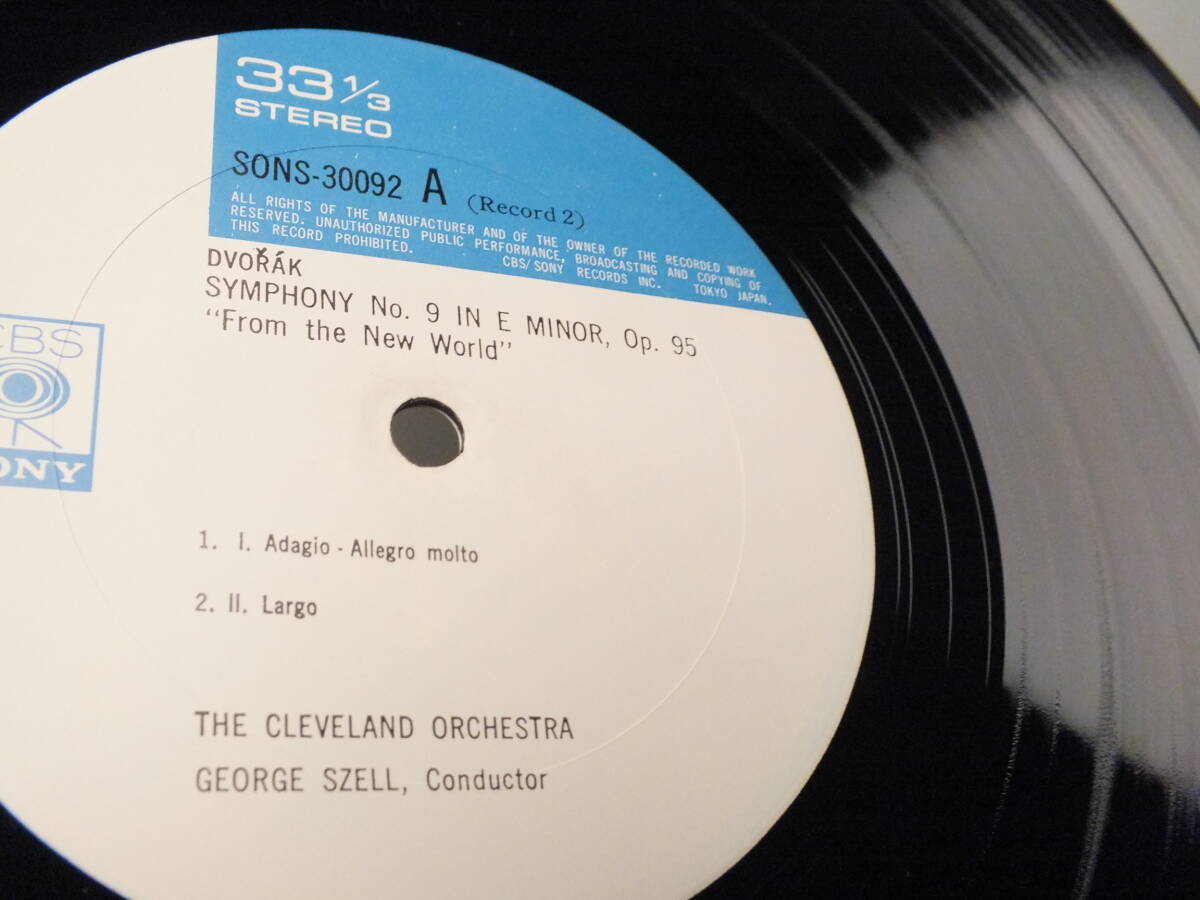 33 1/3
STEREO
SONS-30092 A (Record 2)
ALL RIGHTS OF THE MANUFACTURER AND OF THE OWNER OF THE RECORDED WORK
RESERVED. UNAUTHORIZED PUBLIC PERFORMANCE, BROADCASTING AND COPYING OF
THIS RECORD PROHIBITED. CBS/SONY RECORDS INC. TOKYO JAPAN.
DVOŘÁK
SYMPHONY No. 9 IN E MINOR, Op. 95
"From the New World"
CBS
ONY
1. I. Adagio - Allegro molto
2. II. Largo
THE CLEVELAND ORCHESTRA
GEORGE SZELL, Conductor